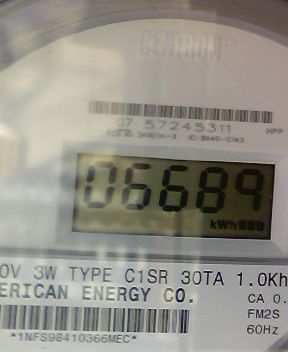 CENTRON
07 57245311
HPP
06689
kWh
0V 3W TYPE C1SR 30TA 1.0Kh
ERICAN ENERGY CO.
CA 0.
FM2S
60Hz
*1NFS98410366MEC*